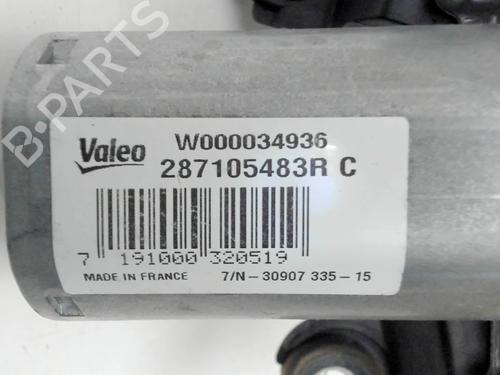 B-PARTS
Valeo
W000034936
287105483R C
7 191000 320519
MADE IN FRANCE 7/N-30907 335-15